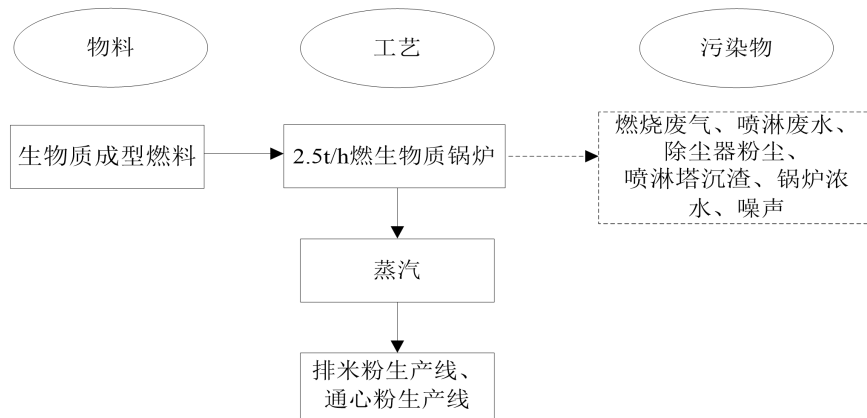 物料
工艺
污染物
生物质成型燃料
2.5t/h燃生物质锅炉
燃烧废气、喷淋废水、
除尘器粉尘、
喷淋塔沉渣、锅炉浓
水、噪声
蒸汽
排米粉生产线、
通心粉生产线